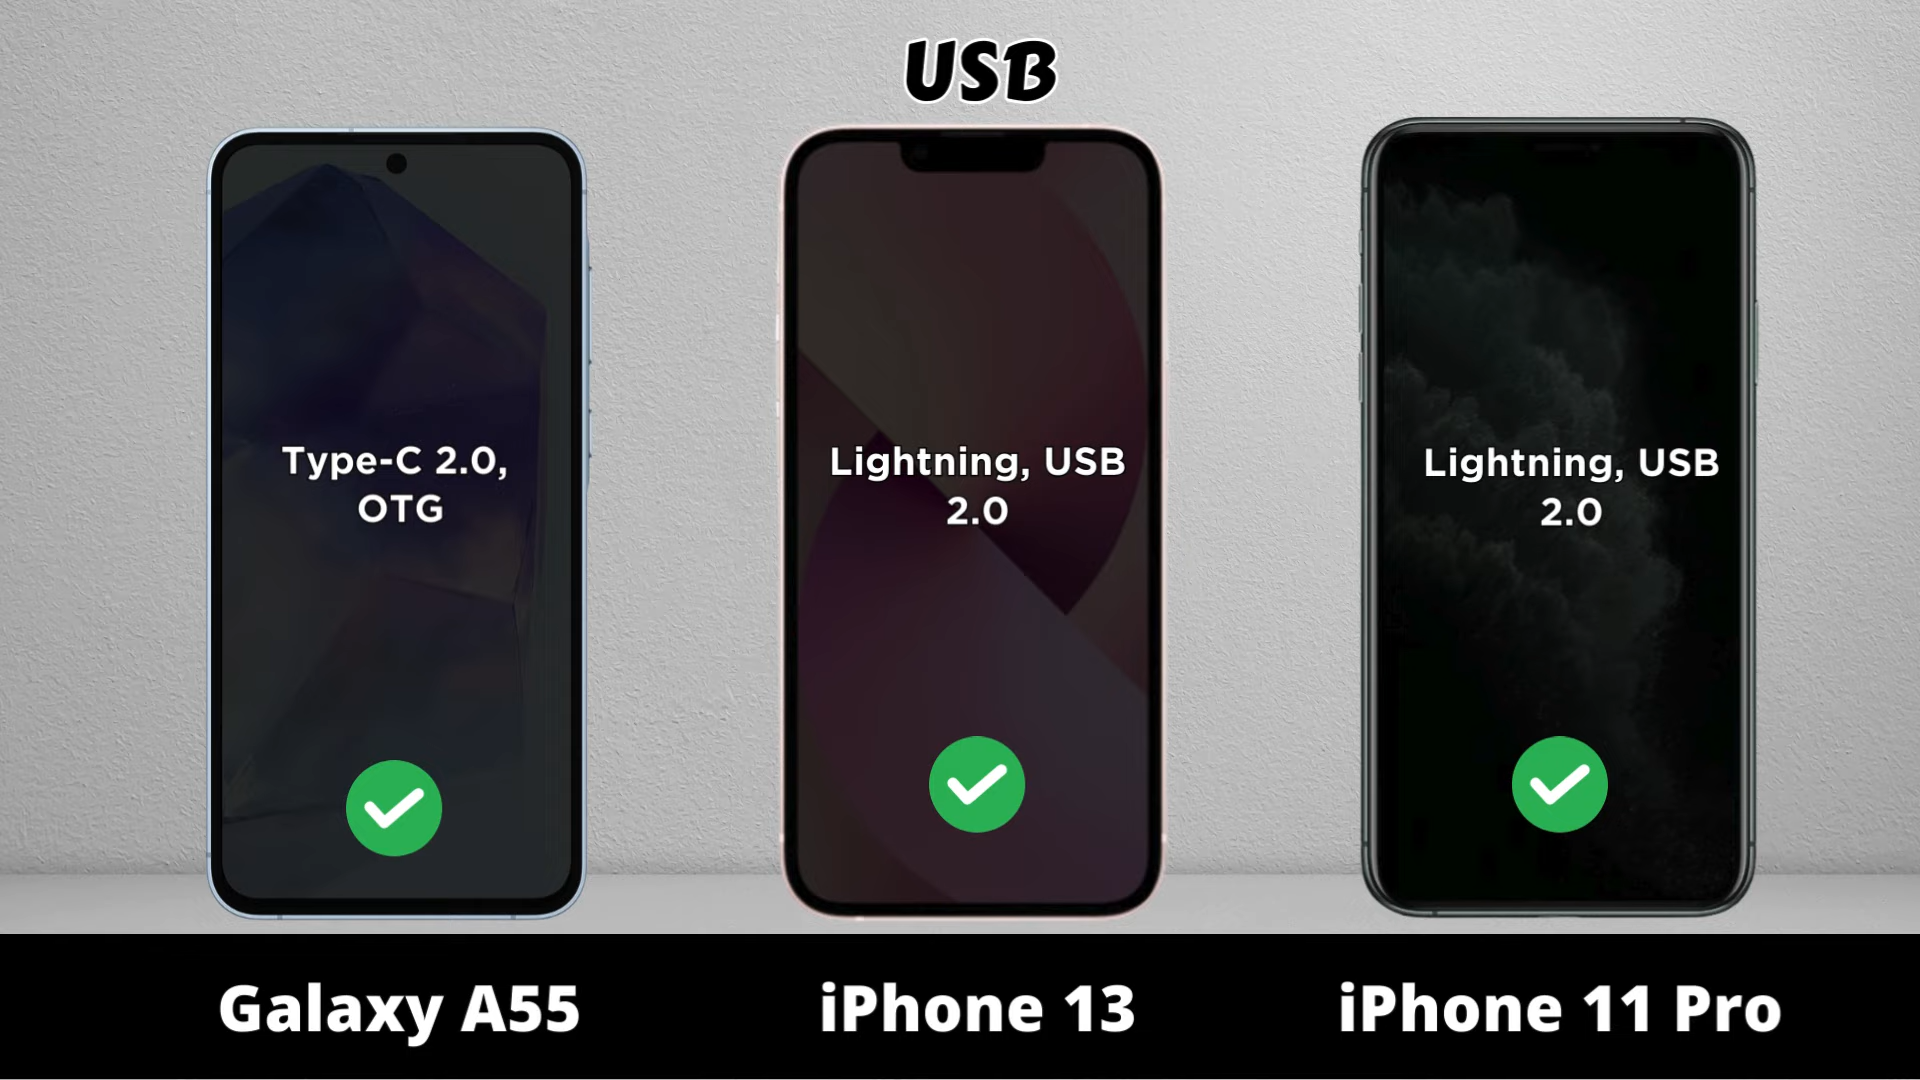 USB
Type-C 2.0,
OTG
Lightning, USB
2.0
Lightning, USB
2.0
Galaxy A55
iPhone 13
iPhone 11 Pro